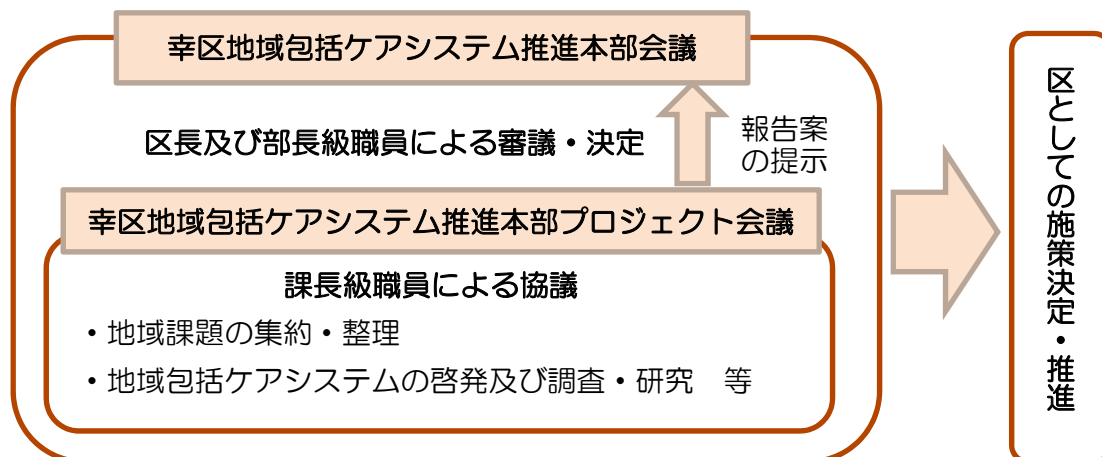 幸区地域包括ケアシステム推進本部会議
区長及び部長級職員による審議・決定
報告案
の提示
幸区地域包括ケアシステム推進本部プロジェクト会議
課長級職員による協議
・地域課題の集約・整理
・地域包括ケアシステムの啓発及び調査・研究　等
区としての施策決定・推進